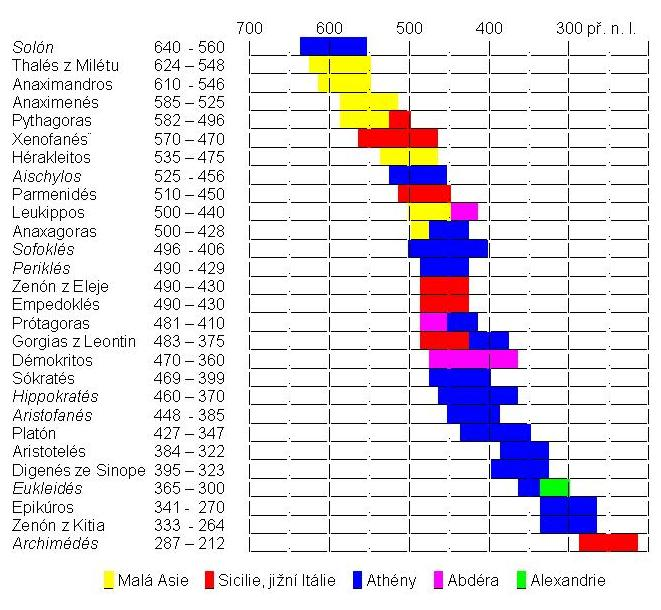 700 600 500 400 300 př. n. l.
Solón 640 - 560
Thalés z Milétu 624 – 548
Anaximandros 610 - 546
Anaximenés 585 – 525
Pythagoras 582 – 496
Xenofanés¨ 570 – 470
Hérakleitos 535 – 475
Aischylos 525 - 456
Parmenidés 510 – 450
Leukippos 500 – 440
Anaxagoras 500 – 428
Sofoklés 496 - 406
Periklés 490 - 429
Zenón z Eleje 490 – 430
Empedoklés 490 – 430
Prótagoras 481 – 410
Gorgias z Leontin 483 – 375
Démokritos 470 – 360
Sókratés 469 – 399
Hippokratés 460 – 370
Aristofanés 448 - 385
Platón 427 – 347
Aristotelés 384 – 322
Digenés ze Sinope 395 – 323
Eukleidés 365 – 300
Epikúros 341 - 270
Zenón z Kitia 333 - 264
Archimédés 287 – 212
Malá Asie Sicilie, jižní Itálie Athény Abdéra Alexandrie